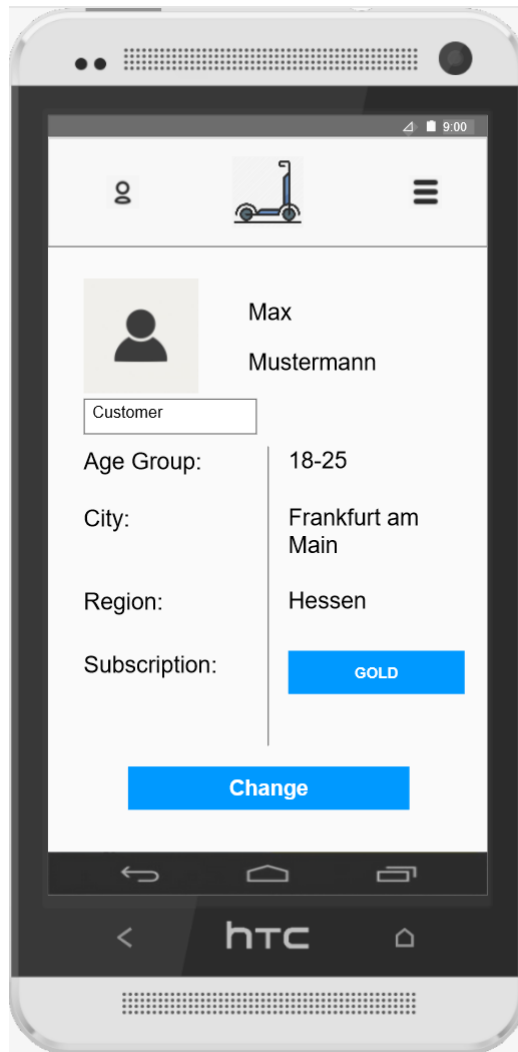 9:00
Max
Mustermann
Customer
Age Group:
18-25
City:
Frankfurt am
Main
Region:
Hessen
Subscription:
GOLD
Change
hTC